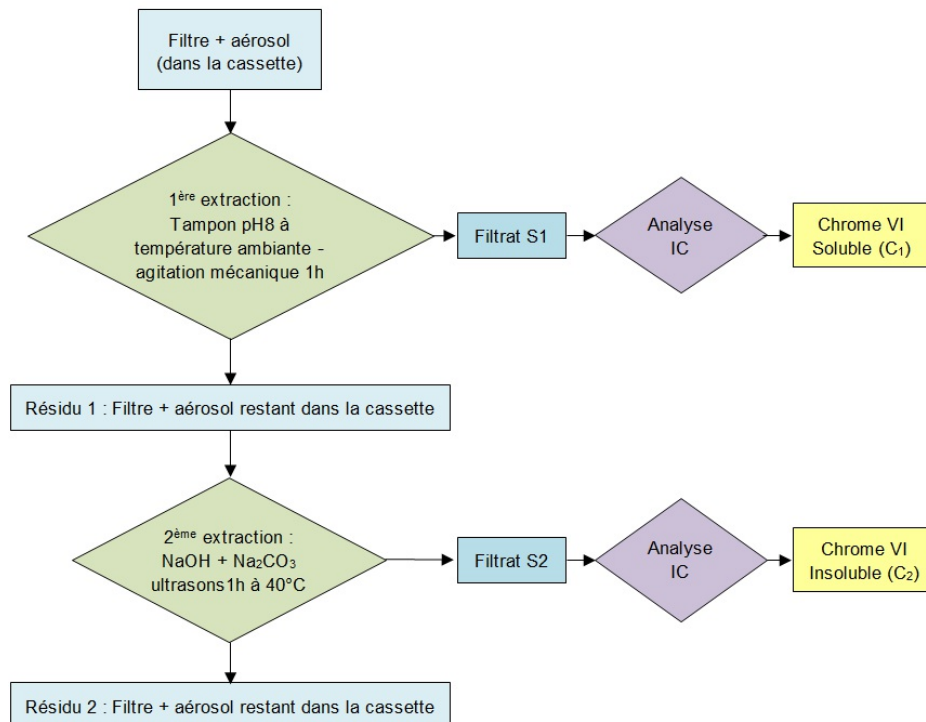 Filtre + aérosol
(dans la cassette)
1ère extraction :
Tampon pH8 à
température ambiante -
agitation mécanique 1h
Filtrat S1
Analyse
IC
Chrome VI
Soluble (C₁)
Résidu 1 : Filtre + aérosol restant dans la cassette
2ème extraction :
NaOH + Na₂CO₃
ultrasons1h à 40°C
Filtrat S2
Analyse
IC
Chrome VI
Insoluble (C₂)
Résidu 2 : Filtre + aérosol restant dans la cassette